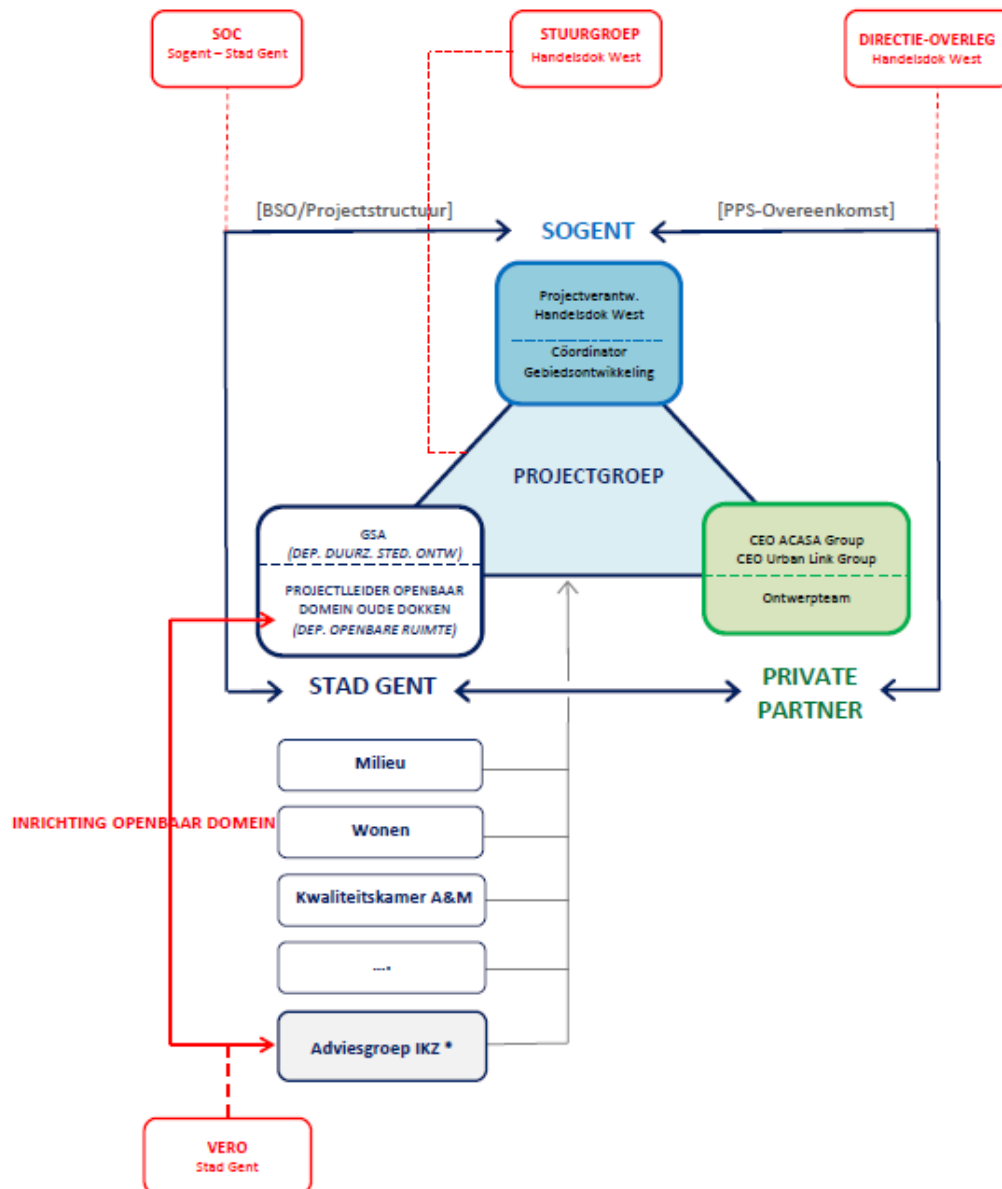 SOC
Sogent – Stad Gent
STUURGROEP
Handelsdok West
DIRECTIE-OVERLEG
Handelsdok West
[BSO/Projectstructuur]
[PPS-Overeenkomst]
SOGENT
Projectverantw.
Handelsdok West
Cöordinator
Gebiedsontwikkeling
PROJECTGROEP
GSA
(DEP. DUURZ. STED. ONTW)
PROJECTLLEIDER OPENBAAR
DOMEIN OUDE DOKKEN
(DEP. OPENBARE RUIMTE)
CEO ACASA Group
CEO Urban Link Group
Ontwerpteam
STAD GENT
PRIVATE
PARTNER
Milieu
INRICHTING OPENBAAR DOMEIN
Wonen
Kwaliteitskamer A&M
....
Adviesgroep IKZ *
VERO
Stad Gent